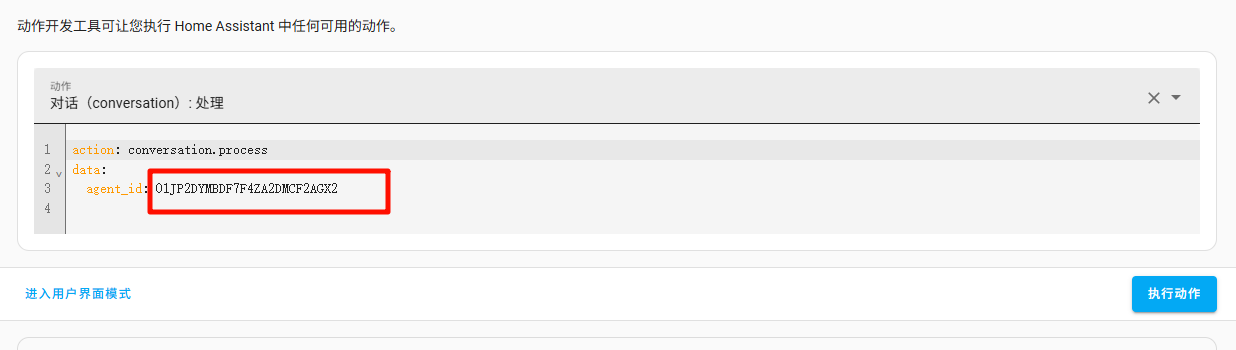 动作开发工具可让您执行 Home Assistant 中任何可用的动作。
动作
对话（conversation）: 处理
1 action: conversation.process
2 data:
3 agent_id: 01JP2DYMBDF7F4ZA2DMCF2AGX2
4
进入用户界面模式
执行动作